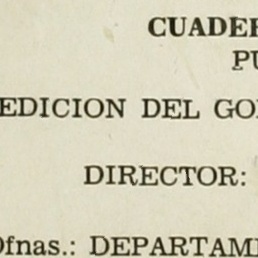 CUADER
PU
EDICION DEL GO
DIRECTOR:
Ofnas.: DEPARTAM